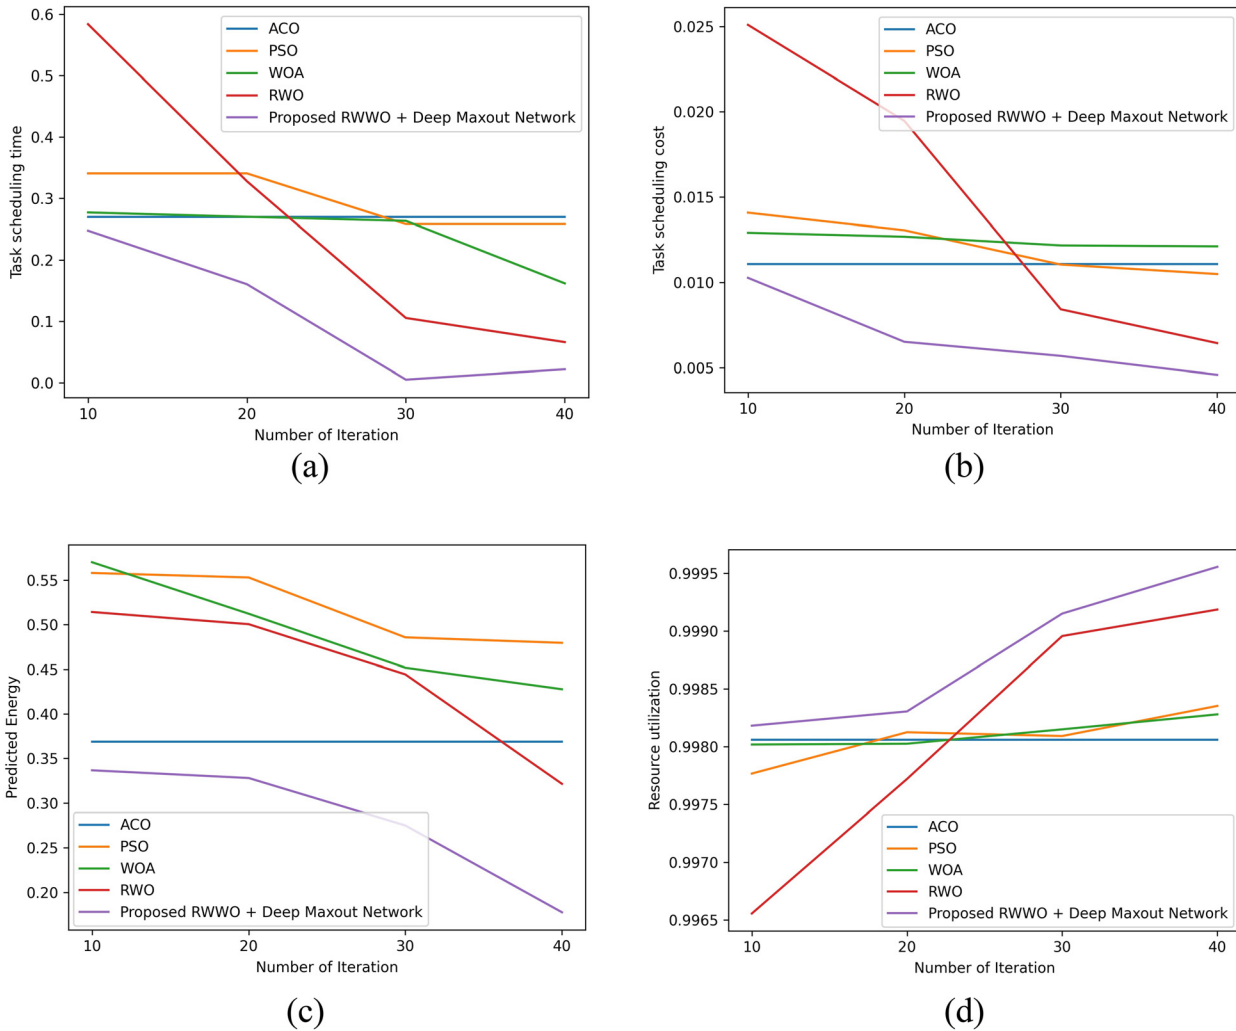 0.6
0.5
0.4
0.3
0.2
0.1
0.0
Task scheduling time
ACO
PSO
WOA
RWO
Proposed RWWO + Deep Maxout Network
10 20 30 40
Number of Iteration
(a)
0.025
0.020
0.015
0.010
0.005
Task scheduling cost
ACO
PSO
WOA
RWO
Proposed RWWO + Deep Maxout Network
10 20 30 40
Number of Iteration
(b)
0.55
0.50
0.45
0.40
0.35
0.30
0.25
0.20
Predicted Energy
ACO
PSO
WOA
RWO
Proposed RWWO + Deep Maxout Network
10 20 30 40
Number of Iteration
(c)
0.9995
0.9990
0.9985
0.9980
0.9975
0.9970
0.9965
Resource utilization
ACO
PSO
WOA
RWO
Proposed RWWO + Deep Maxout Network
10 20 30 40
Number of Iteration
(d)